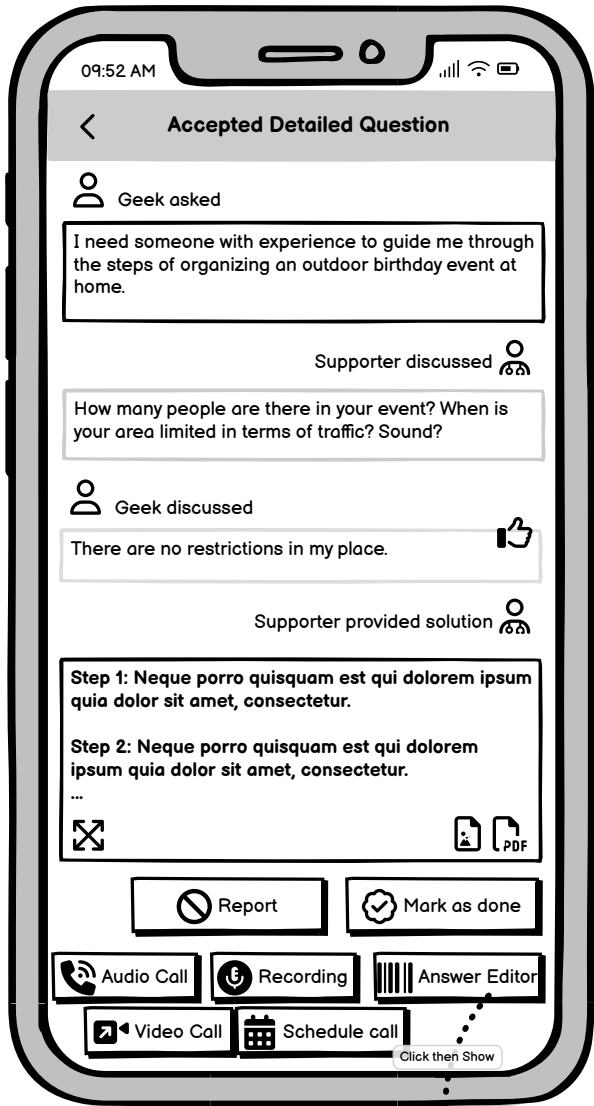 09:52 AM
Accepted Detailed Question
Geek asked
I need someone with experience to guide me through
the steps of organizing an outdoor birthday event at
home.
Supporter discussed
How many people are there in your event? When is
your area limited in terms of traffic? Sound?
Geek discussed
There are no restrictions in my place.
Supporter provided solution
Step 1: Neque porro quisquam est qui dolorem ipsum
quia dolor sit amet, consectetur.
Step 2: Neque porro quisquam est qui dolorem
ipsum quia dolor sit amet, consectetur.
...
PDF
Report
Mark as done
Audio Call
Recording
Answer Editor
Video Call
Schedule call
Click then Show